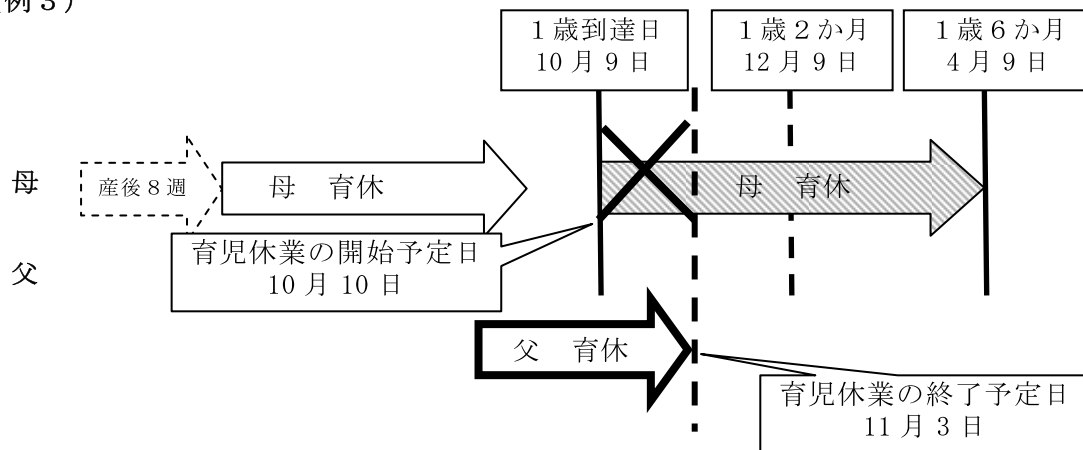 例３）
１歳到達日
10月9日
１歳２か月
12月9日
１歳６か月
4月9日
母
産後８週
母　育休
母　育休
育児休業の開始予定日
10月10日
父
父　育休
育児休業の終了予定日
11月3日